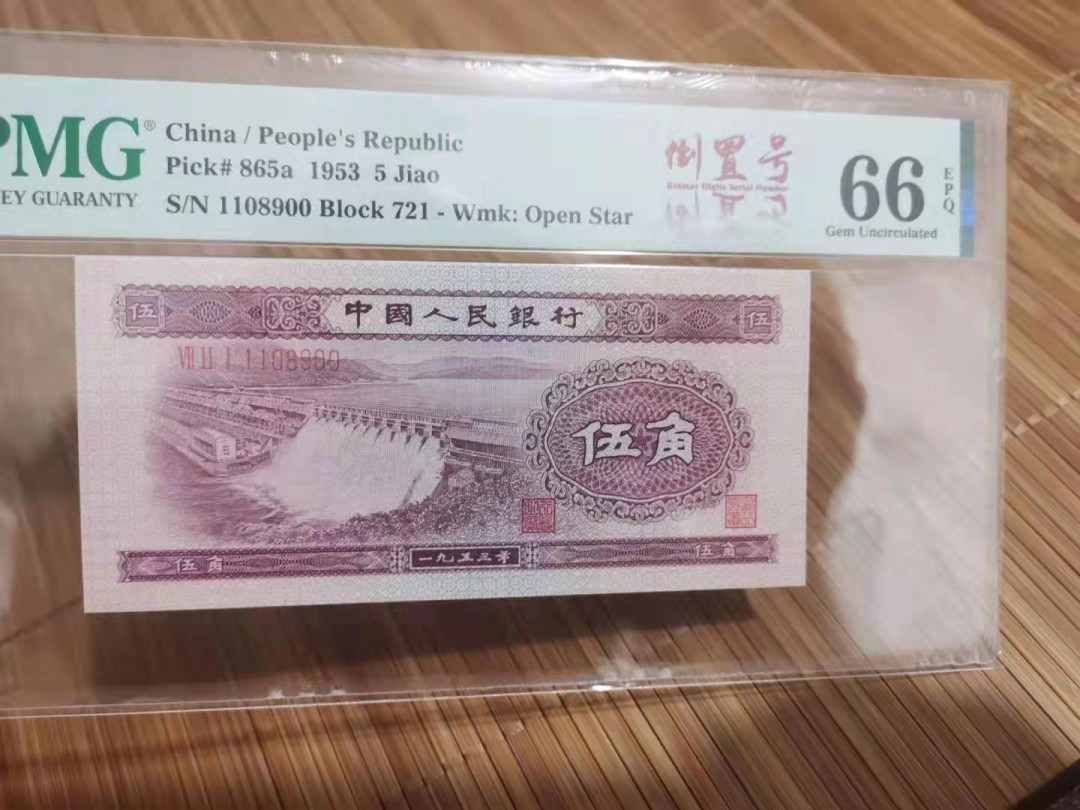 PMG®
EY GUARANTY
China / People's Republic
Pick# 865a 1953 5 Jiao
S/N 1108900 Block 721 - Wmk: Open Star
倒置号
66
EPQ
Gem Uncirculated
伍 中國人民銀行 伍
VII II I 1108900
伍角
伍角 一九五三年 伍角